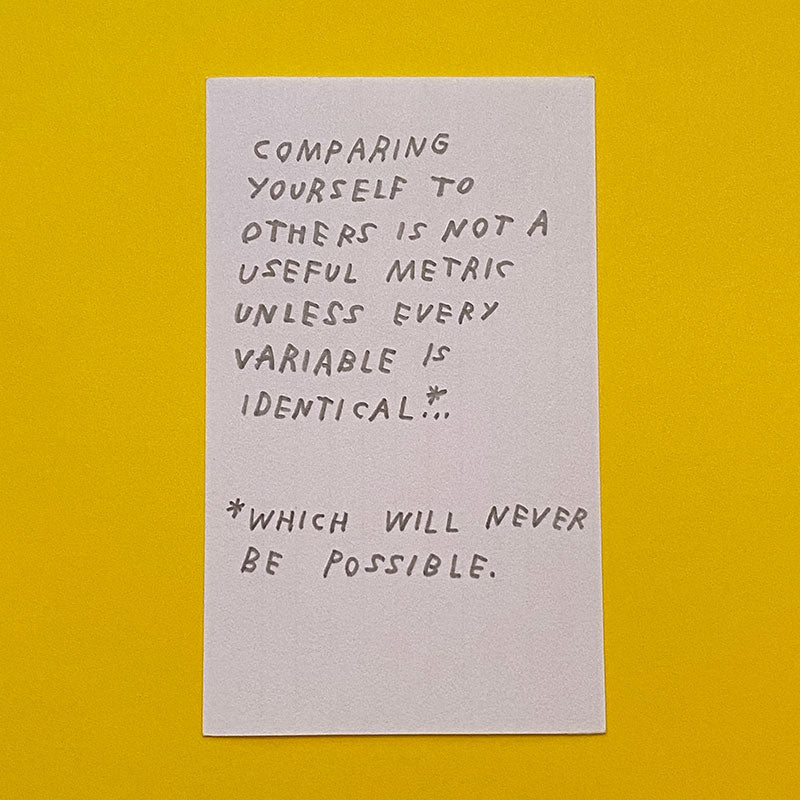 COMPARING
YOURSELF TO
OTHERS IS NOT A
USEFUL METRIC
UNLESS EVERY
VARIABLE IS
IDENTICAL*...
*WHICH WILL NEVER
BE POSSIBLE.